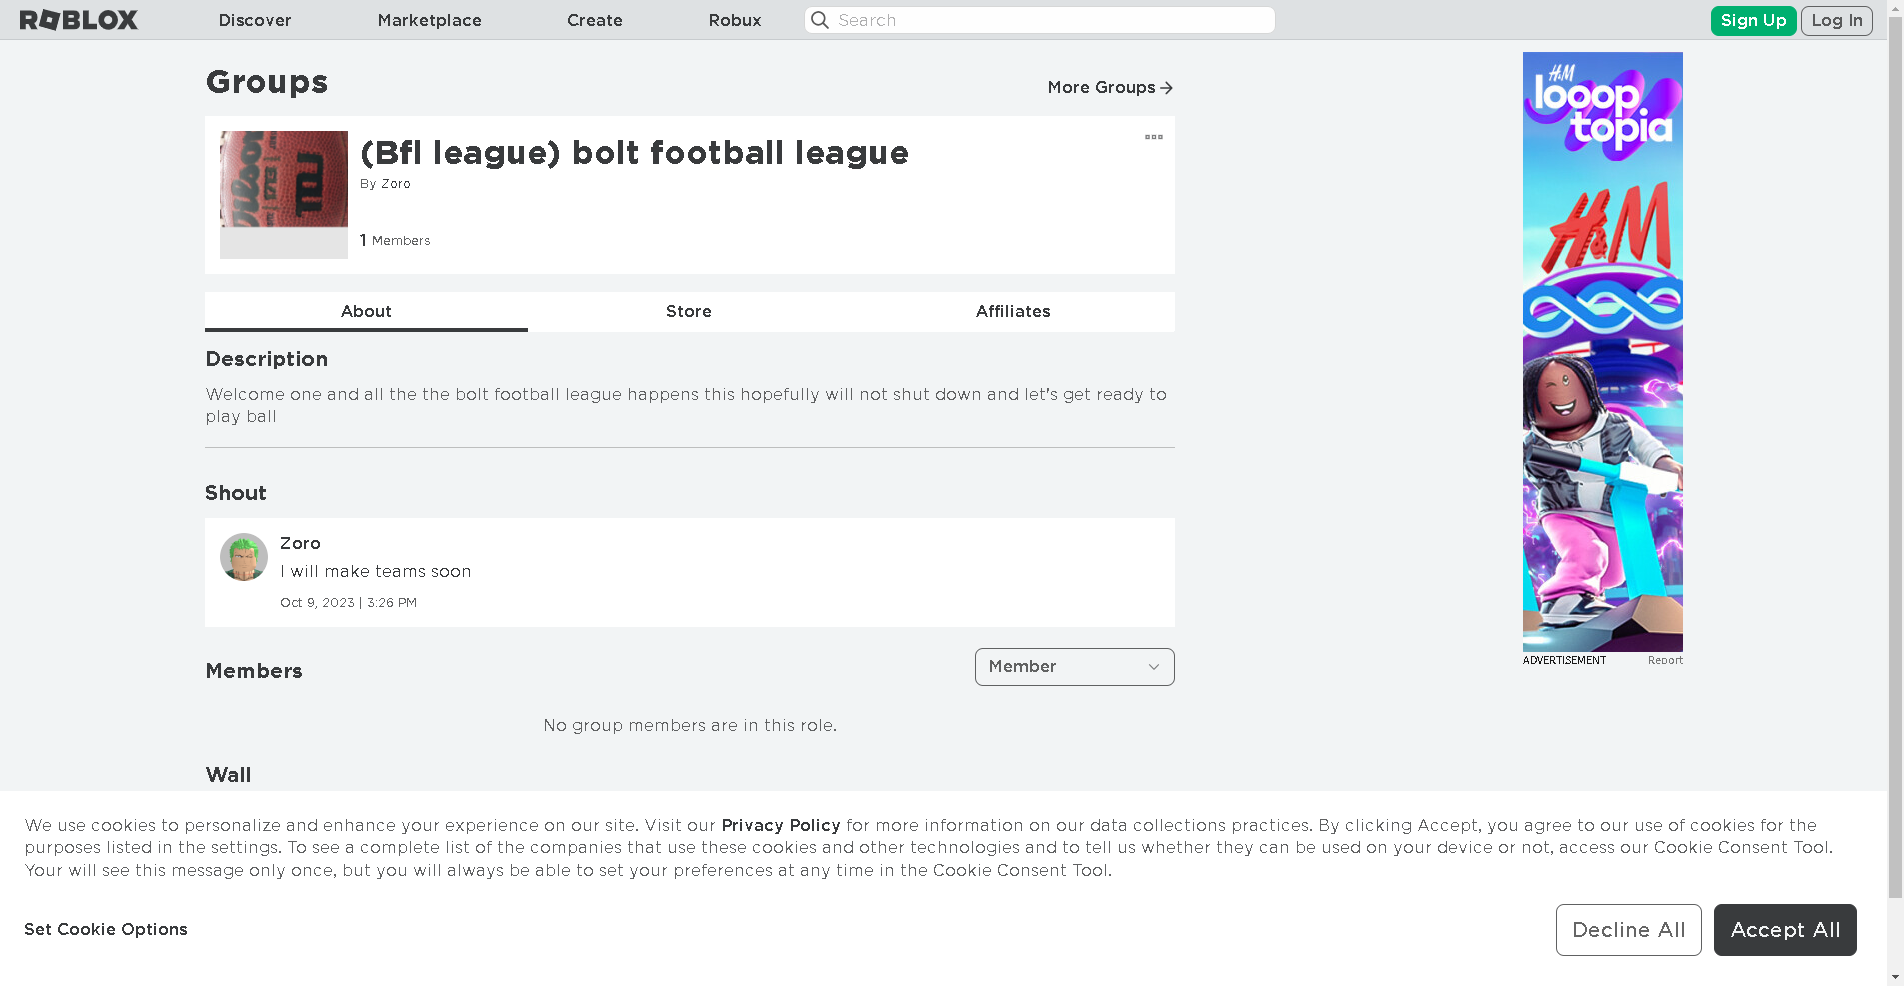 ROBLOX
Discover
Marketplace
Create
Robux
Search
Sign Up
Log In
Groups
More Groups
(Bfl league) bolt football league
By Zoro
1 Members
About
Store
Affiliates
Description
Welcome one and all the the bolt football league happens this hopefully will not shut down and let's get ready to
play ball
Shout
Zoro
I will make teams soon
Oct 9, 2023 | 3:26 PM
Members
Member
No group members are in this role.
Wall
H&M
looop
topia
H&M
ADVERTISEMENT
Report
We use cookies to personalize and enhance your experience on our site. Visit our Privacy Policy for more information on our data collections practices. By clicking Accept, you agree to our use of cookies for the
purposes listed in the settings. To see a complete list of the companies that use these cookies and other technologies and to tell us whether they can be used on your device or not, access our Cookie Consent Tool.
Your will see this message only once, but you will always be able to set your preferences at any time in the Cookie Consent Tool.
Set Cookie Options
Decline All
Accept All